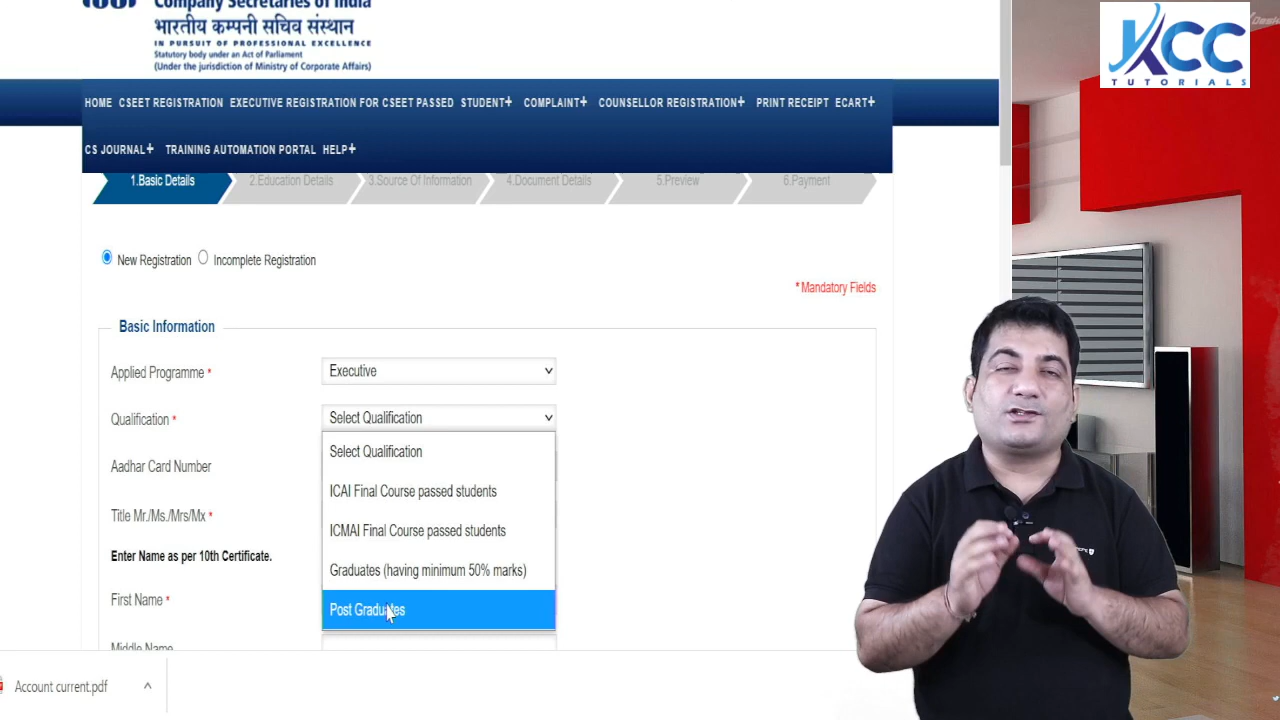 Company Secretaries of India
भारतीय कम्पनी सचिव संस्थान
IN PURSUIT OF PROFESSIONAL EXCELLENCE
Statutory body under an Act of Parliament
(Under the jurisdiction of Ministry of Corporate Affairs)
KCC
TUTORIALS
HOME CSEET REGISTRATION EXECUTIVE REGISTRATION FOR CSEET PASSED STUDENT+ COMPLAINT+ COUNSELLOR REGISTRATION+ PRINT RECEIPT ECART+
CS JOURNAL+ TRAINING AUTOMATION PORTAL HELP+
1.Basic Details 2.Education Details 3.Source Of Information 4.Document Details 5.Preview 6.Payment
New Registration Incomplete Registration
* Mandatory Fields
Basic Information
Applied Programme * Executive
Qualification * Select Qualification
Select Qualification
Aadhar Card Number
ICAI Final Course passed students
Title Mr./Ms./Mrs/Mx *
ICMAI Final Course passed students
Enter Name as per 10th Certificate.
Graduates (having minimum 50% marks)
First Name *
Post Graduates
Middle Name
Account current.pdf